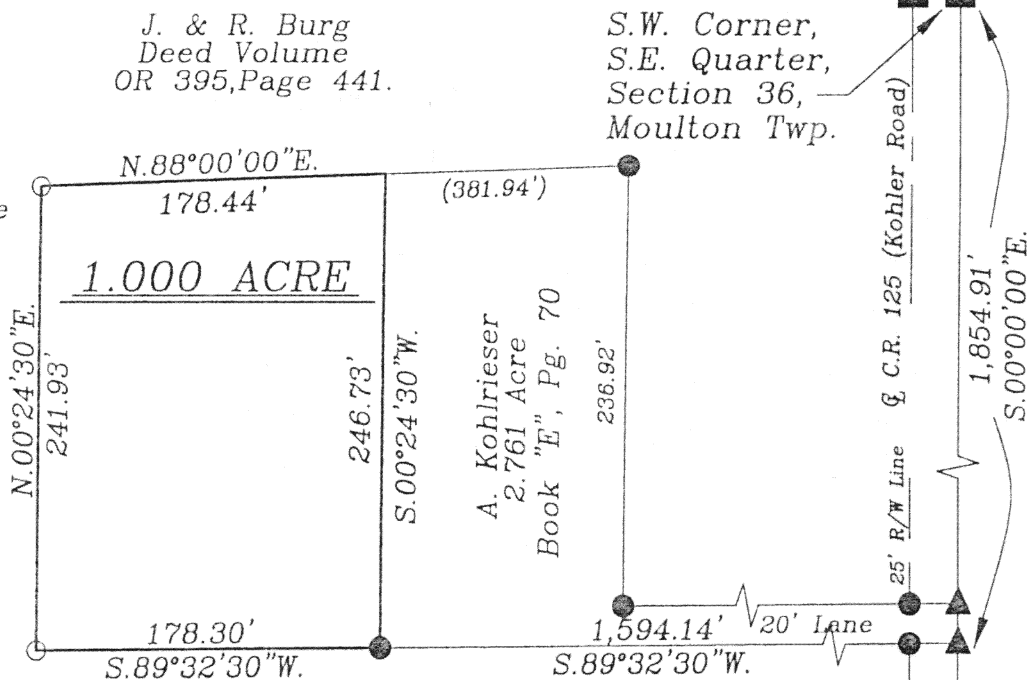 J. & R. Burg
Deed Volume
OR 395,Page 441.
S.W. Corner,
S.E. Quarter,
Section 36,
Moulton Twp.
N.88°00'00"E.
178.44'
(381.94')
1.000 ACRE
N.00°24'30"E.
241.93'
246.73'
S.00°24'30"W.
A. Kohlrieser
2.761 Acre
Book "E", Pg. 70
236.92'
25' R/W Line
℄ C.R. 125 (Kohler Road)
1,854.91'
S.00°00'00"E.
178.30'
S.89°32'30"W.
1,594.14'
20' Lane
S.89°32'30"W.